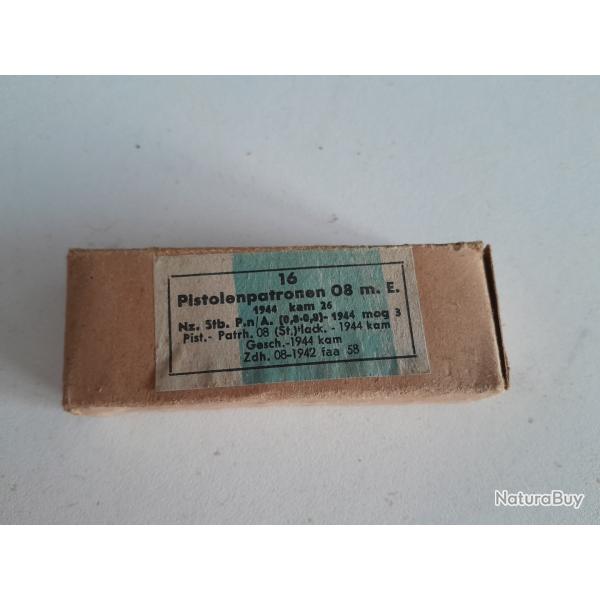 16
Pistolenpatronen 08 m. E.
1944 kam 26
Nz. Stb. P.n/A. (0,8·0,8)- 1944 mog 3
Pist.- Patrh. 08 (St.)'lack. - 1944 kam
Gesch.-1944 kam
Zdh. 08-1942 faa 58
NaturaBuy